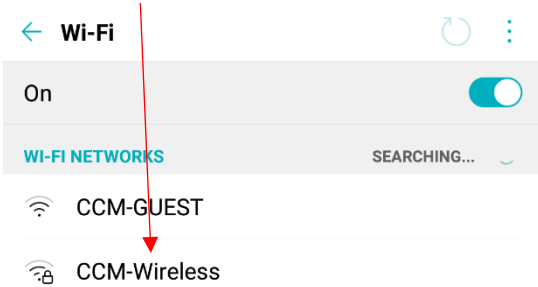 Wi-Fi
On
WI-FI NETWORKS SEARCHING...
CCM-GUEST
CCM-Wireless